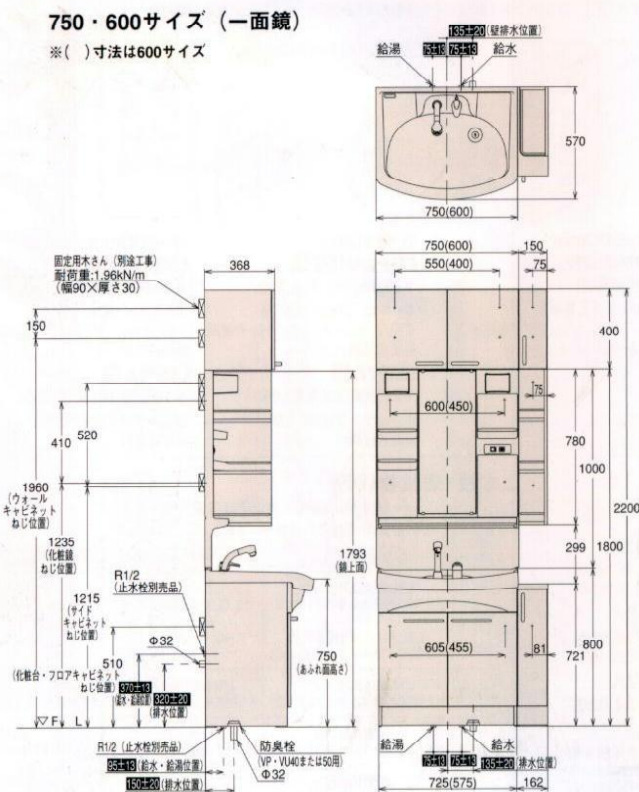 750・600サイズ（一面鏡）
※(　)寸法は600サイズ
135±20(壁排水位置)
給湯 75±13 75±13 給水
570
750(600)
750(600) 150
固定用木さん（別途工事）
耐荷重:1.96kN/m
（幅90×厚さ30）
368
550(400) 75
150
400
600(450) 75
410
520
780
1000
2200
1960
（ウォール
キャビネット
ねじ位置）
1235
（化粧鏡
ねじ位置）
1793
（鏡上面）
299
1800
R1/2
（止水栓別売品）
1215
（サイド
キャビネット
ねじ位置）
Φ32
510
（化粧台・フロアキャビネット
ねじ位置）
370±13
(給水・給湯位置)
320±20
(排水位置)
750
（あふれ面高さ）
605(455) 81
721
800
▽F L
R1/2（止水栓別売品）
95±13(給水・給湯位置)
150±20(排水位置)
防臭栓
（VP・VU40または50用）
Φ32
給湯 給水
75±13 75±13 135±20(排水位置)
725(575) 162